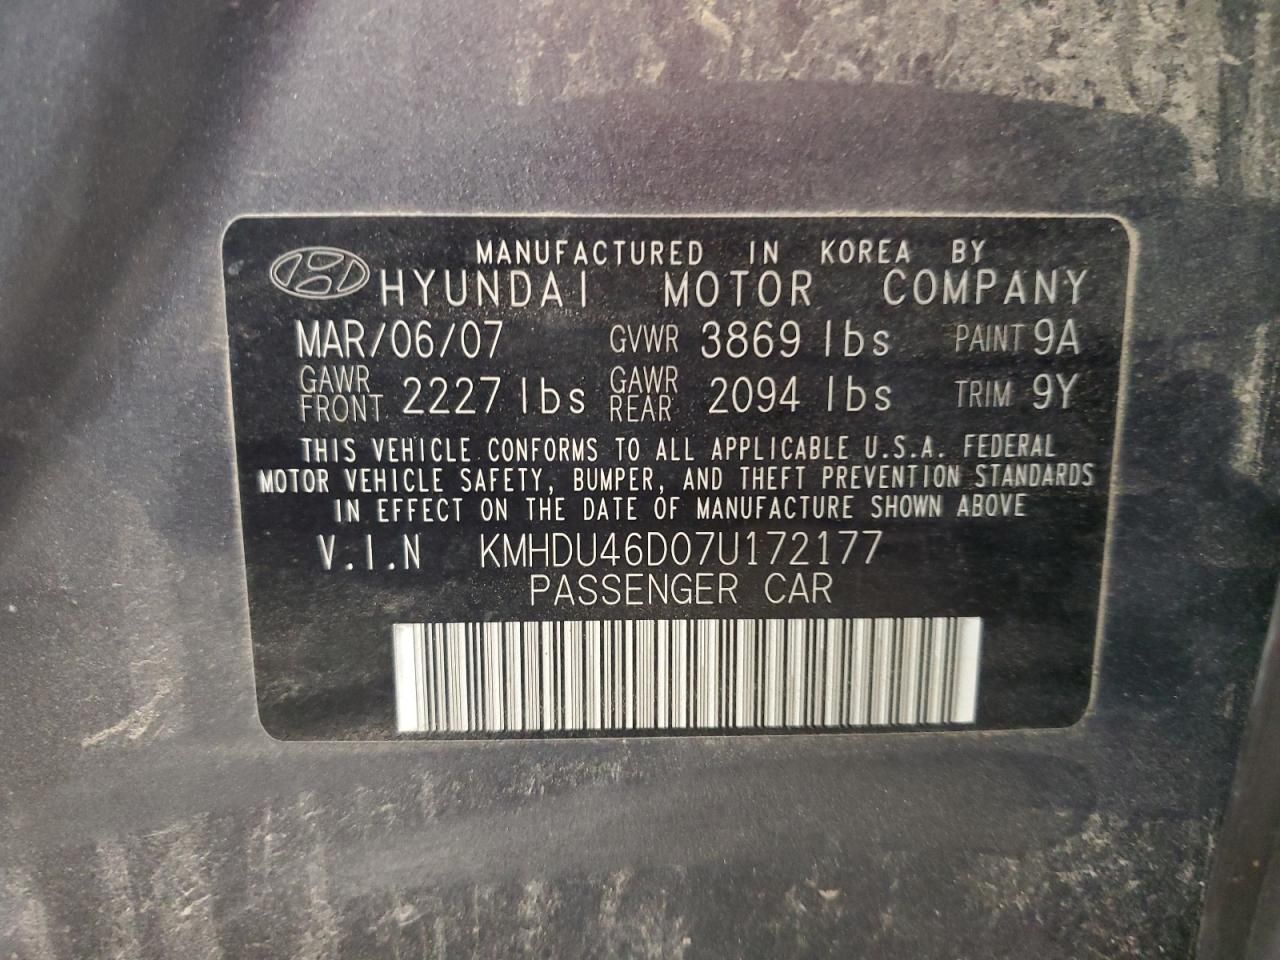 MANUFACTURED IN KOREA BY
HYUNDAI MOTOR COMPANY
MAR/06/07 GVWR 3869 lbs PAINT 9A
GAWR FRONT 2227 lbs GAWR REAR 2094 lbs TRIM 9Y
THIS VEHICLE CONFORMS TO ALL APPLICABLE U.S.A. FEDERAL
MOTOR VEHICLE SAFETY, BUMPER, AND THEFT PREVENTION STANDARDS
IN EFFECT ON THE DATE OF MANUFACTURE SHOWN ABOVE
V.I.N KMHDU46D07U172177
PASSENGER CAR